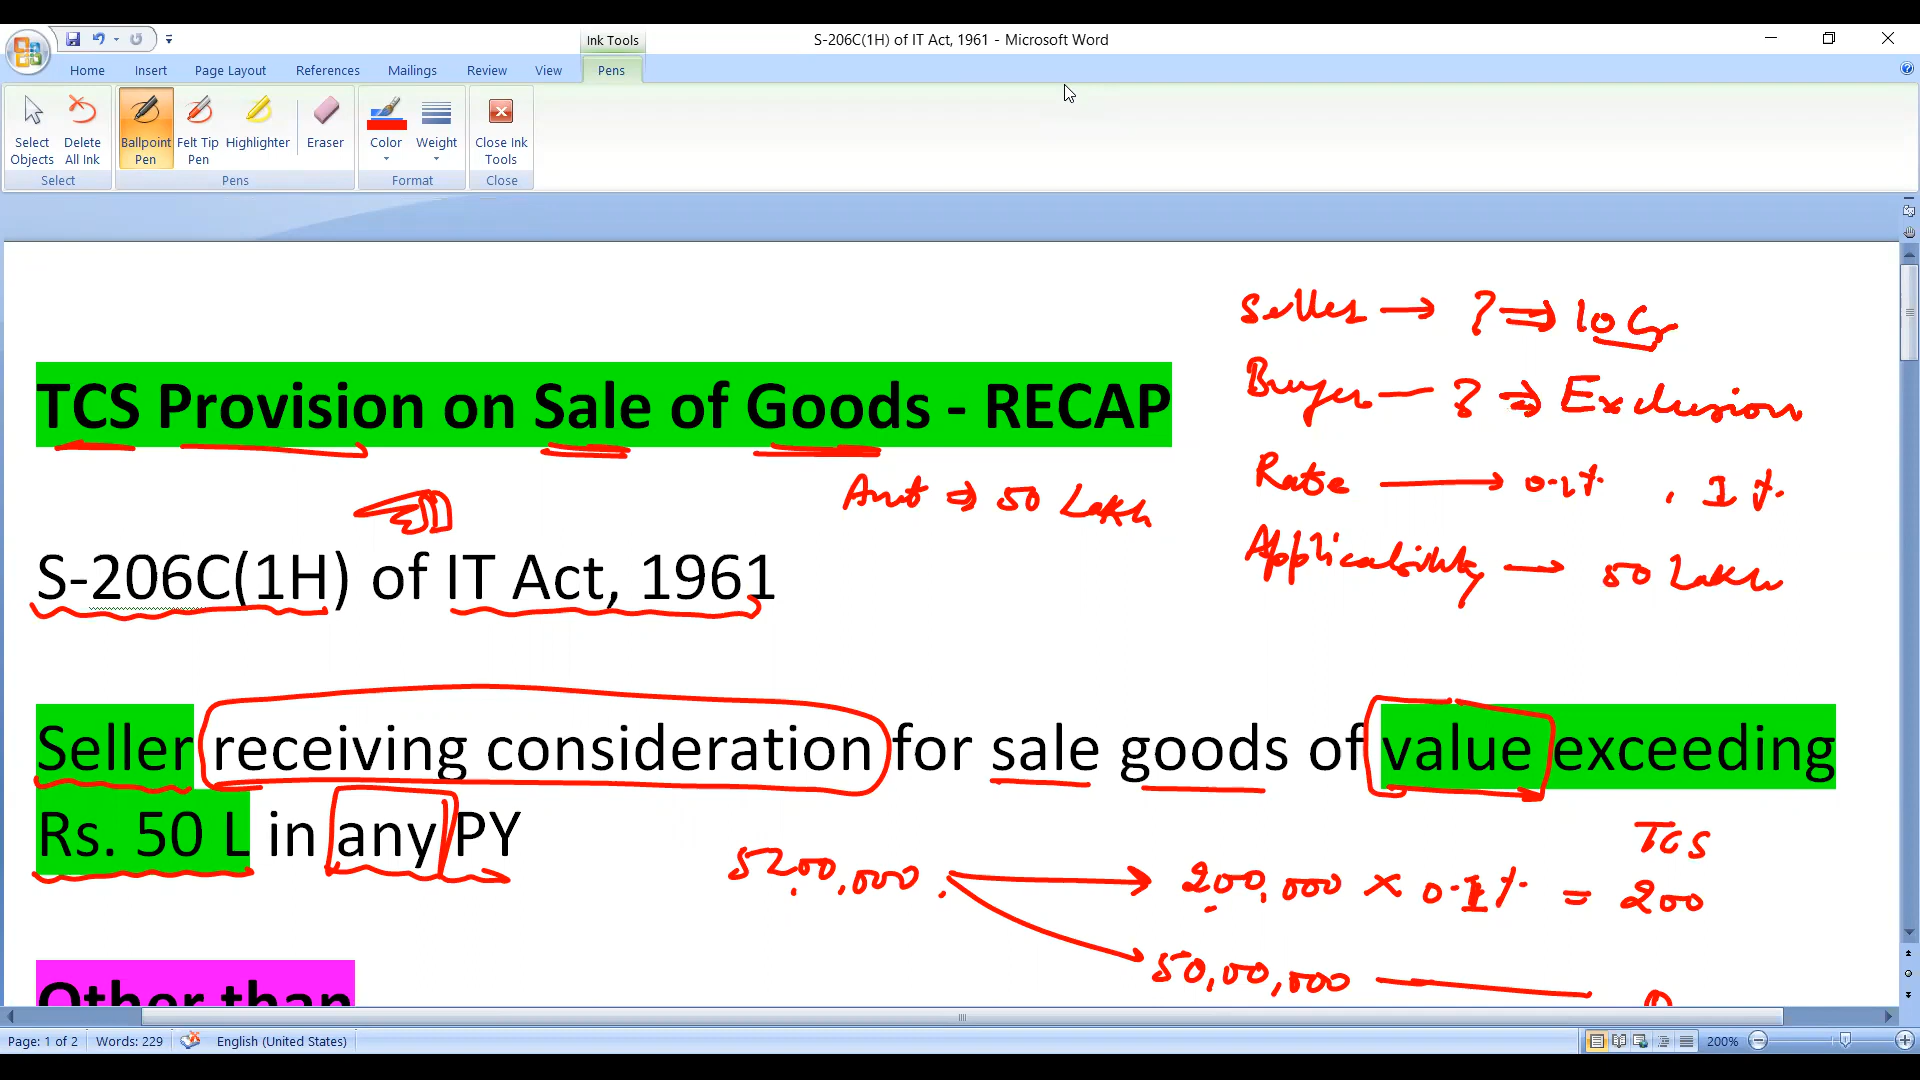 S-206C(1H) of IT Act, 1961 - Microsoft Word
Ink Tools
Home Insert Page Layout References Mailings Review View Pens
Select Objects
Delete All Ink
Ballpoint Pen
Felt Tip Pen
Highlighter
Eraser
Color
Weight
Close Ink Tools
Select Pens Format Close
Seller → ? ⇒ 10 Cr
Buyer — ? ⇒ Exclusion
TCS Provision on Sale of Goods - RECAP
Rate → 0.1% , 1%
Amt ⇒ 50 Lakh
Applicability → 50 Lakh
S-206C(1H) of IT Act, 1961
Seller receiving consideration for sale goods of value exceeding
Rs. 50 L in any PY
TCS
5200,000 → 200,000 × 0.1% = 200
50,00,000 — 0
Other than
Page: 1 of 2 Words: 229 English (United States) 200%